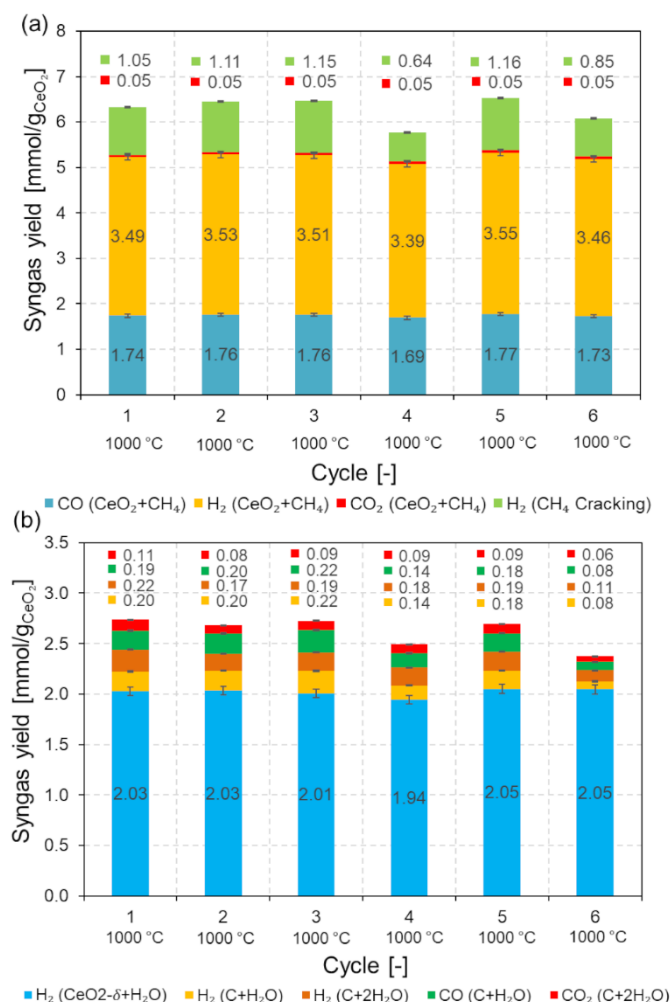 (a)
Syngas yield [mmol/gCeO₂]
8
7
6
5
4
3
2
1
0
1.05 1.11 1.15 0.64 1.16 0.85
0.05 0.05 0.05 0.05 0.05 0.05
3.49 3.53 3.51 3.39 3.55 3.46
1.74 1.76 1.76 1.69 1.77 1.73
1 2 3 4 5 6
1000 °C 1000 °C 1000 °C 1000 °C 1000 °C 1000 °C
Cycle [-]
CO (CeO₂+CH₄) H₂ (CeO₂+CH₄) CO₂ (CeO₂+CH₄) H₂ (CH₄ Cracking)
(b)
Syngas yield [mmol/gCeO₂]
3.5
3.0
2.5
2.0
1.5
1.0
0.5
0.0
0.11 0.08 0.09 0.09 0.09 0.06
0.19 0.20 0.22 0.14 0.18 0.08
0.22 0.17 0.19 0.18 0.19 0.11
0.20 0.20 0.22 0.14 0.18 0.08
2.03 2.03 2.01 1.94 2.05 2.05
1 2 3 4 5 6
1000 °C 1000 °C 1000 °C 1000 °C 1000 °C 1000 °C
Cycle [-]
H₂ (CeO2-δ+H₂O) H₂ (C+H₂O) H₂ (C+2H₂O) CO (C+H₂O) CO₂ (C+2H₂O)